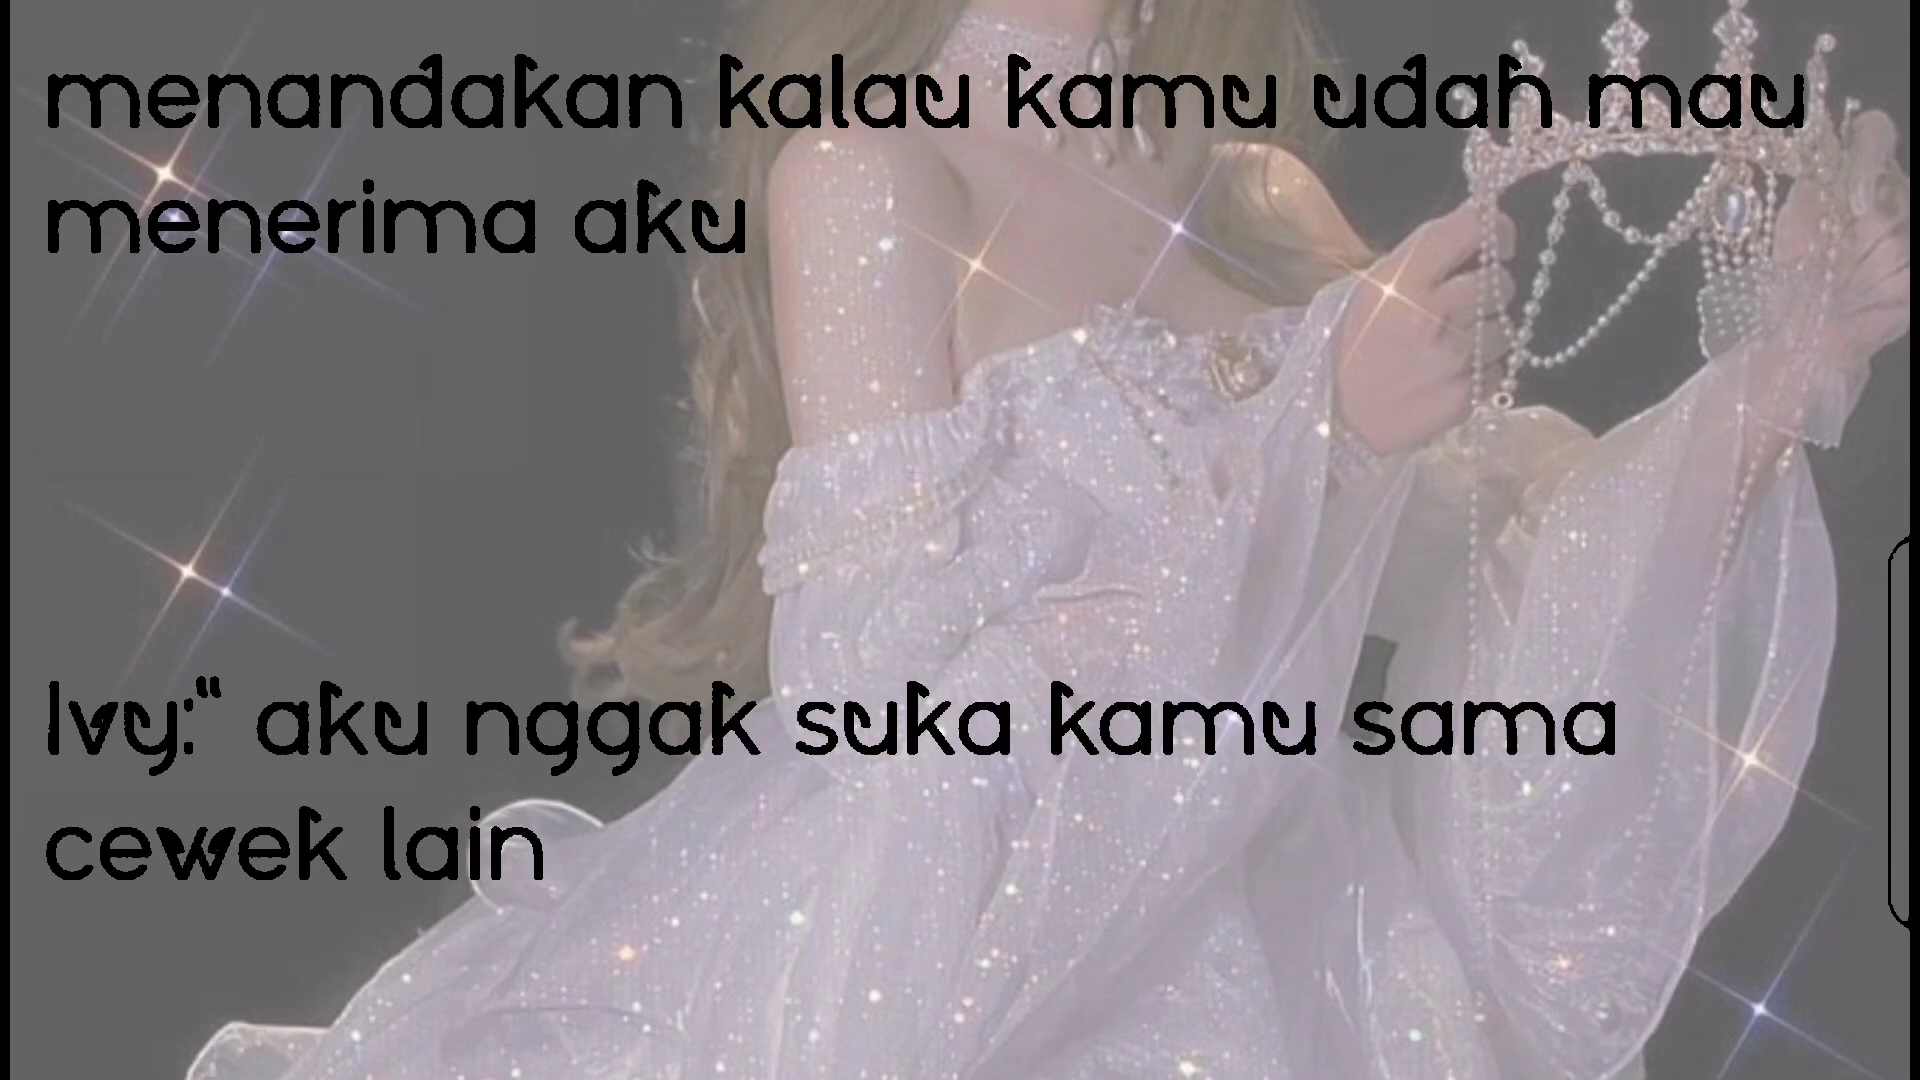 menandakan kalau kamu udah mau
menerima aku
Ivy:“ aku nggak suka kamu sama
cewek lain